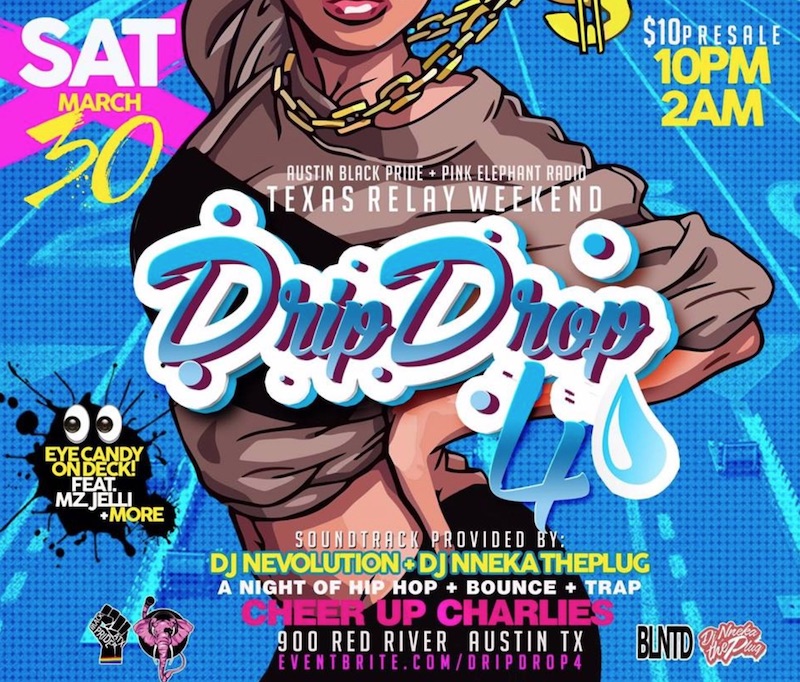 SAT
MARCH
30
$10 PRESALE
10PM
2AM
AUSTIN BLACK PRIDE + PINK ELEPHANT RADIO
TEXAS RELAY WEEKEND
Drip Drop
4
EYE CANDY
ON DECK!
FEAT.
MZ. JELLI
+MORE
SOUNDTRACK PROVIDED BY:
DJ NEVOLUTION + DJ NNEKA THEPLUG
A NIGHT OF HIP HOP + BOUNCE + TRAP
CHEER UP CHARLIES
900 RED RIVER AUSTIN TX
EVENTBRITE.COM/DRIPDROP4
BLNTD
Dj Nneka
the Plug